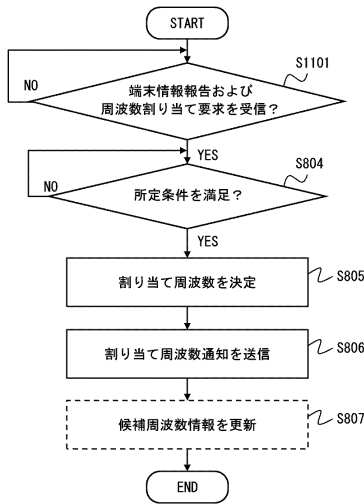 START
S1101
端末情報報告および
周波数割り当て要求を受信？
NO
YES
S804
所定条件を満足？
NO
YES
割り当て周波数を決定
S805
割り当て周波数通知を送信
S806
候補周波数情報を更新
S807
END